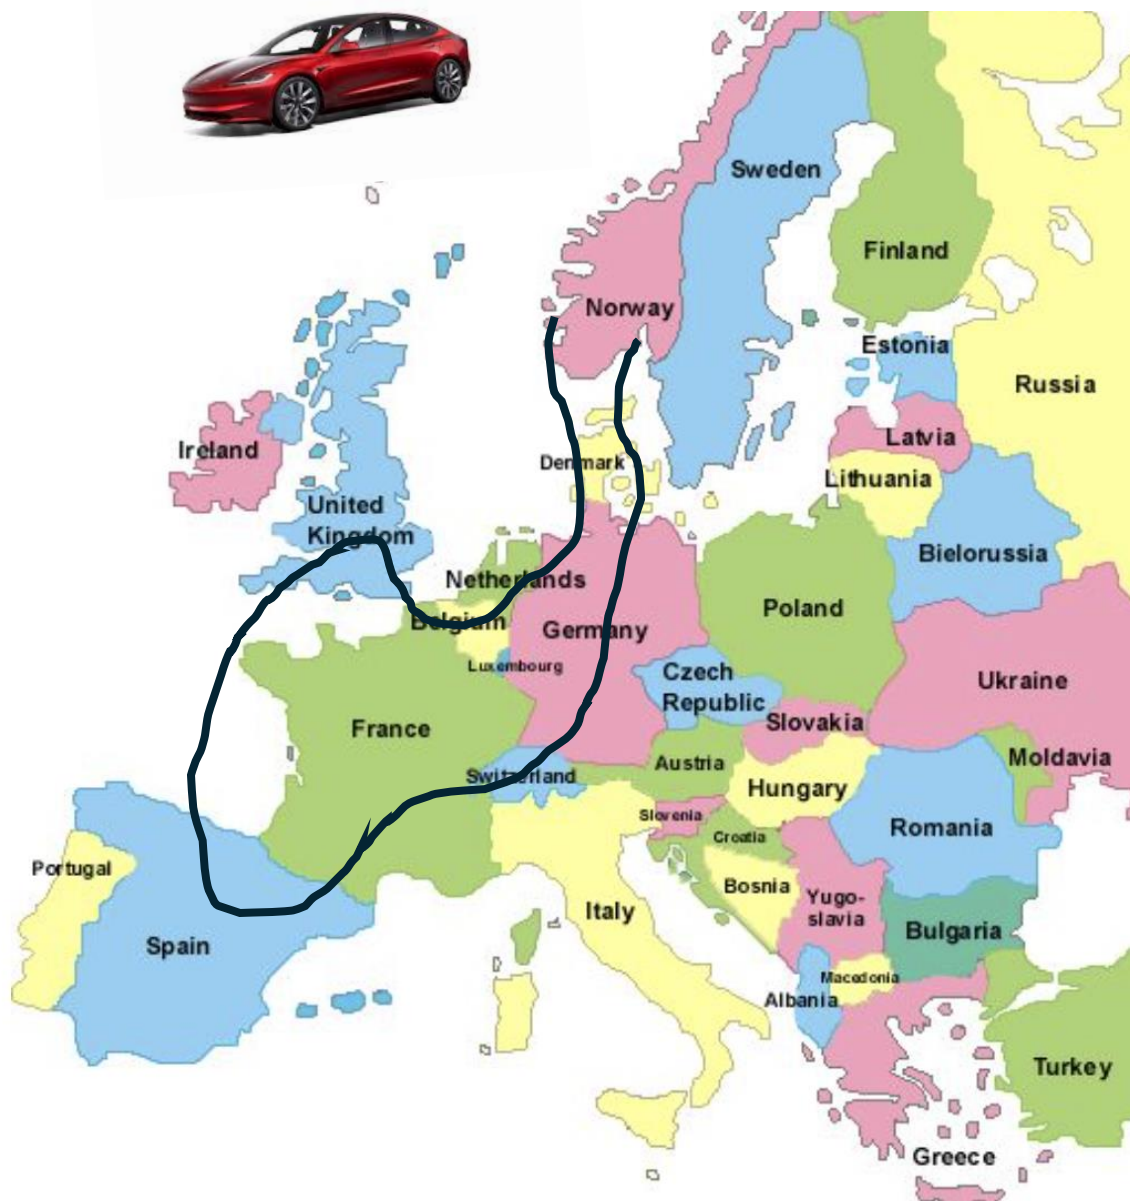 Sweden
Finland
Norway
Estonia
Russia
Latvia
Ireland
Denmark
Lithuania
United
Kingdom
Bielorussia
Netherlands
Poland
Belgium
Germany
Luxembourg
Czech
Republic
Ukraine
Slovakia
France
Moldavia
Austria
Switzerland
Hungary
Slovenia
Romania
Croatia
Portugal
Bosnia
Yugo-
slavia
Italy
Bulgaria
Spain
Macedonia
Albania
Turkey
Greece